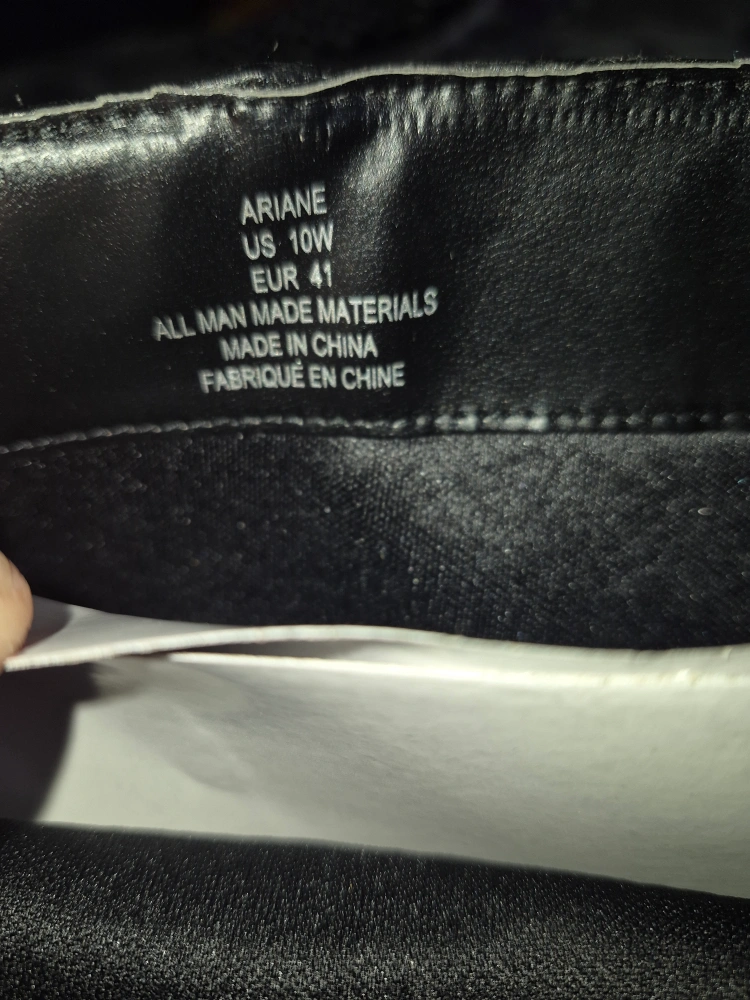 ARIANE
US 10W
EUR 41
ALL MAN MADE MATERIALS
MADE IN CHINA
FABRIQUÉ EN CHINE